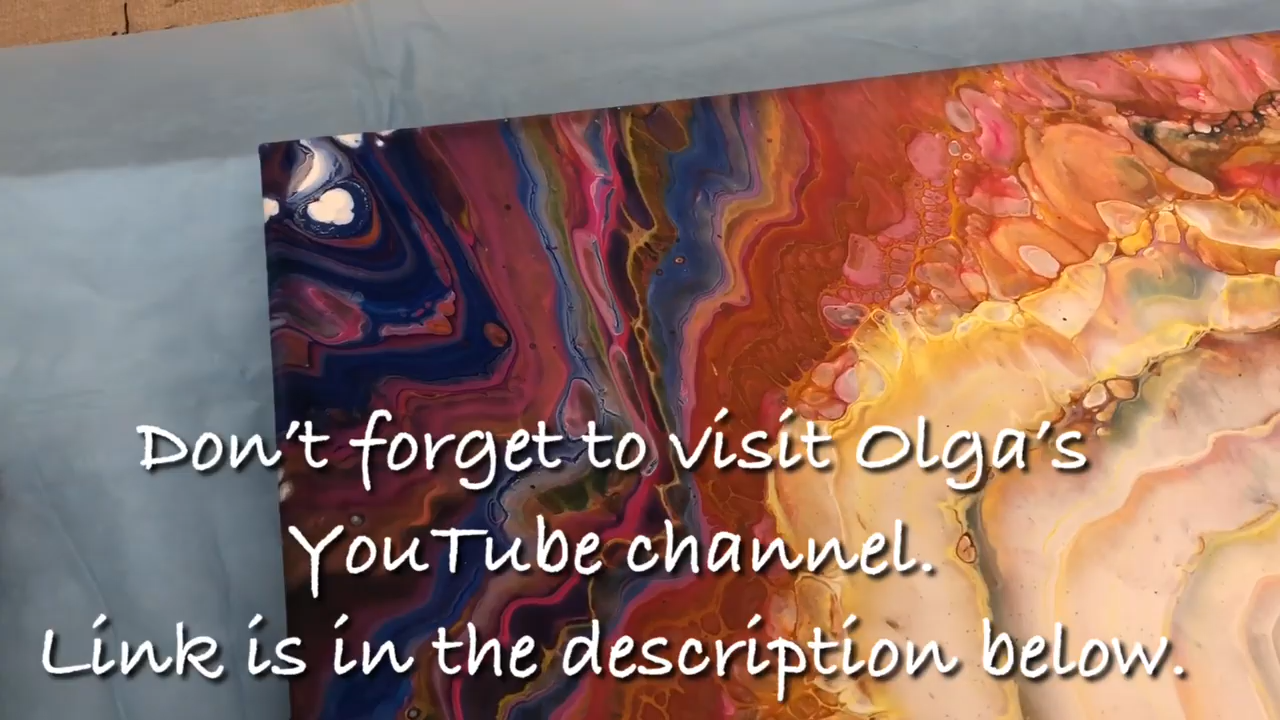 Don't forget to visit Olga's
YouTube channel.
Link is in the description below.